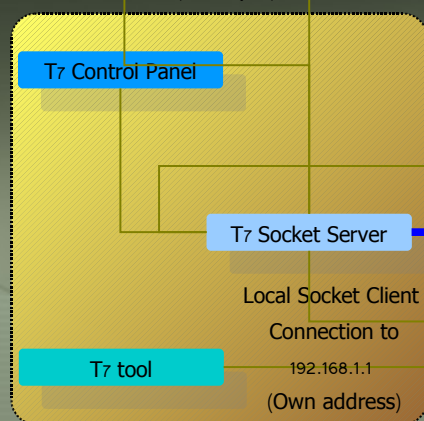 T7 Control Panel
T7 Socket Server
Local Socket Client
Connection to
192.168.1.1
(Own address)
T7 tool